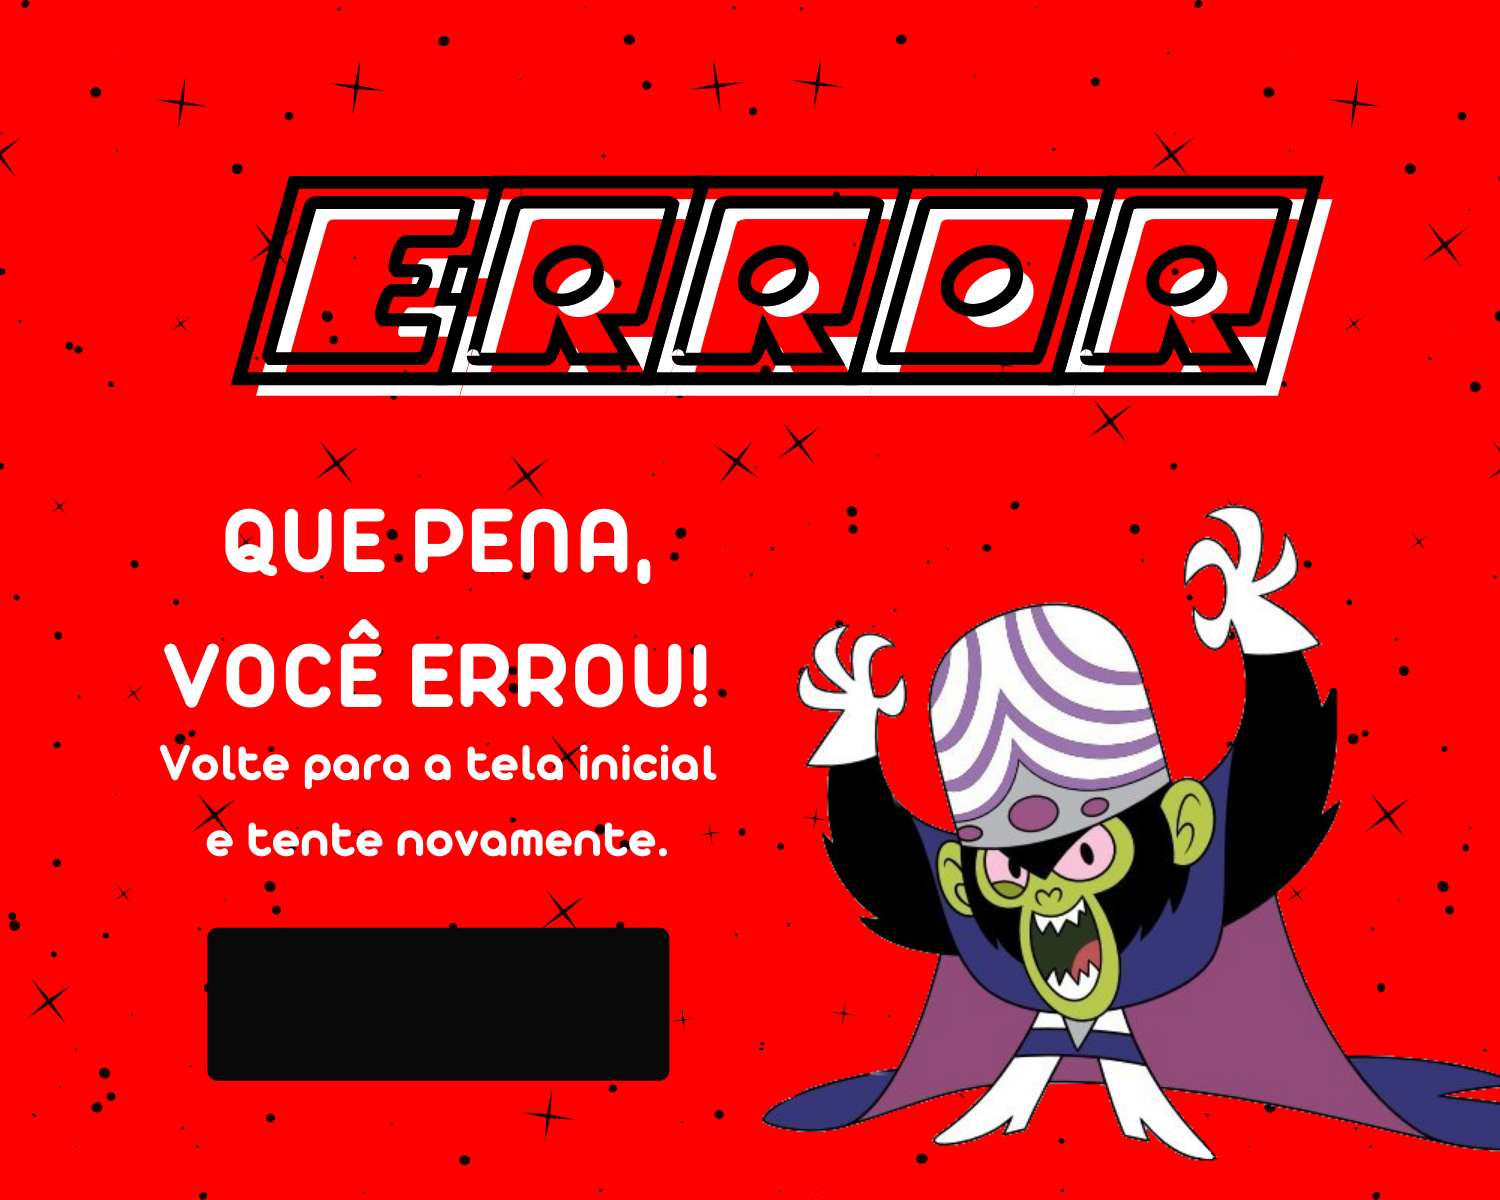 ERROR
QUE PENA,
VOCÊ ERROU!
Volte para a tela inicial
e tente novamente.